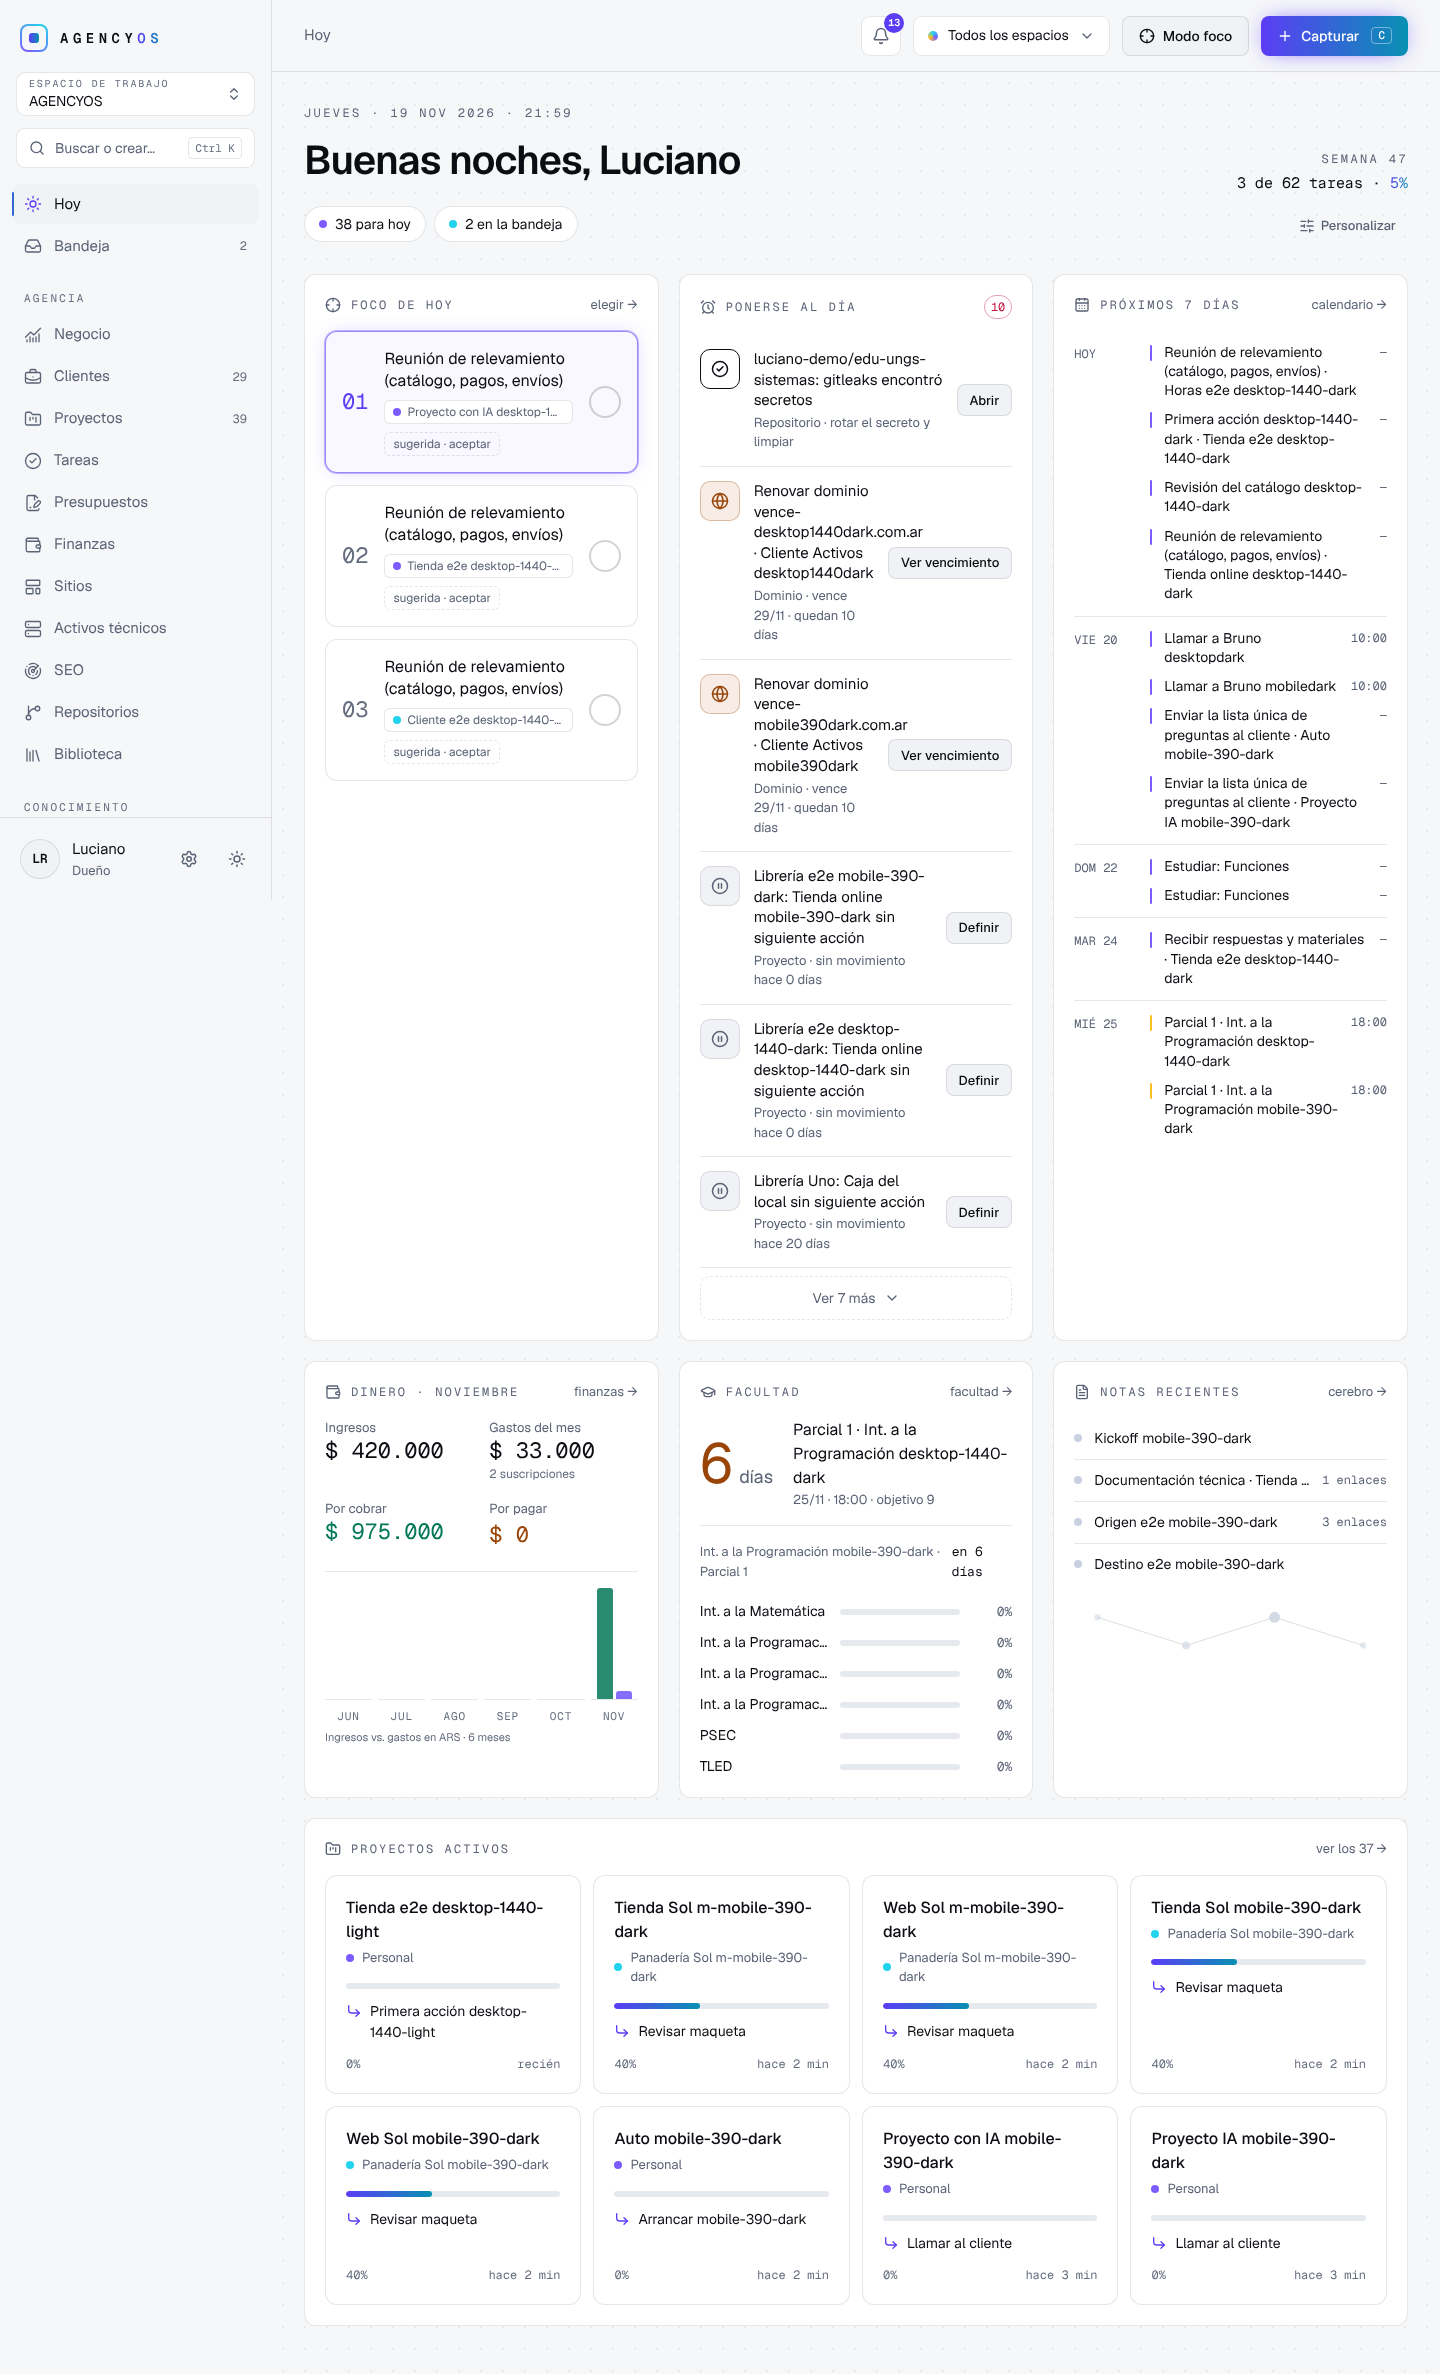 AGENCYOS
ESPACIO DE TRABAJO
AGENCYOS
Buscar o crear...
Ctrl K
Hoy
Bandeja
2
AGENCIA
Negocio
Clientes
29
Proyectos
39
Tareas
Presupuestos
Finanzas
Sitios
Activos técnicos
SEO
Repositorios
Biblioteca
CONOCIMIENTO
LR
Luciano
Dueño
Hoy
13
Todos los espacios
Modo foco
Capturar
C
JUEVES · 19 NOV 2026 · 21:59
Buenas noches, Luciano
SEMANA 47
3 de 62 tareas · 5%
38 para hoy
2 en la bandeja
Personalizar
FOCO DE HOY
elegir →
01
Reunión de relevamiento
(catálogo, pagos, envíos)
Proyecto con IA desktop-1...
sugerida · aceptar
02
Reunión de relevamiento
(catálogo, pagos, envíos)
Tienda e2e desktop-1440-...
sugerida · aceptar
03
Reunión de relevamiento
(catálogo, pagos, envíos)
Cliente e2e desktop-1440-...
sugerida · aceptar
PONERSE AL DÍA
10
luciano-demo/edu-ungs-
sistemas: gitleaks encontró
secretos
Repositorio · rotar el secreto y
limpiar
Abrir
Renovar dominio
vence-
desktop1440dark.com.ar
· Cliente Activos
desktop1440dark
Dominio · vence
29/11 · quedan 10
días
Ver vencimiento
Renovar dominio
vence-
mobile390dark.com.ar
· Cliente Activos
mobile390dark
Dominio · vence
29/11 · quedan 10
días
Ver vencimiento
Librería e2e mobile-390-
dark: Tienda online
mobile-390-dark sin
siguiente acción
Proyecto · sin movimiento
hace 0 días
Definir
Librería e2e desktop-
1440-dark: Tienda online
desktop-1440-dark sin
siguiente acción
Proyecto · sin movimiento
hace 0 días
Definir
Librería Uno: Caja del
local sin siguiente acción
Proyecto · sin movimiento
hace 20 días
Definir
Ver 7 más
PRÓXIMOS 7 DÍAS
calendario →
HOY
Reunión de relevamiento
(catálogo, pagos, envíos) ·
Horas e2e desktop-1440-dark
–
Primera acción desktop-1440-
dark · Tienda e2e desktop-
1440-dark
–
Revisión del catálogo desktop-
1440-dark
–
Reunión de relevamiento
(catálogo, pagos, envíos) ·
Tienda online desktop-1440-
dark
–
VIE 20
Llamar a Bruno
desktopdark
10:00
Llamar a Bruno mobiledark
10:00
Enviar la lista única de
preguntas al cliente · Auto
mobile-390-dark
–
Enviar la lista única de
preguntas al cliente · Proyecto
IA mobile-390-dark
–
DOM 22
Estudiar: Funciones
–
Estudiar: Funciones
–
MAR 24
Recibir respuestas y materiales
· Tienda e2e desktop-1440-
dark
–
MIÉ 25
Parcial 1 · Int. a la
Programación desktop-
1440-dark
18:00
Parcial 1 · Int. a la
Programación mobile-390-
dark
18:00
DINERO · NOVIEMBRE
finanzas →
Ingresos
$ 420.000
Gastos del mes
$ 33.000
2 suscripciones
Por cobrar
$ 975.000
Por pagar
$ 0
JUN JUL AGO SEP OCT NOV
Ingresos vs. gastos en ARS · 6 meses
FACULTAD
facultad →
6 días
Parcial 1 · Int. a la
Programación desktop-1440-
dark
25/11 · 18:00 · objetivo 9
Int. a la Programación mobile-390-dark ·
Parcial 1
en 6
días
Int. a la Matemática
0%
Int. a la Programac...
0%
Int. a la Programac...
0%
Int. a la Programac...
0%
PSEC
0%
TLED
0%
NOTAS RECIENTES
cerebro →
Kickoff mobile-390-dark
Documentación técnica · Tienda ...
1 enlaces
Origen e2e mobile-390-dark
3 enlaces
Destino e2e mobile-390-dark
PROYECTOS ACTIVOS
ver los 37 →
Tienda e2e desktop-1440-
light
Personal
Primera acción desktop-
1440-light
0%
recién
Tienda Sol m-mobile-390-
dark
Panadería Sol m-mobile-390-
dark
Revisar maqueta
40%
hace 2 min
Web Sol m-mobile-390-
dark
Panadería Sol m-mobile-390-
dark
Revisar maqueta
40%
hace 2 min
Tienda Sol mobile-390-dark
Panadería Sol mobile-390-dark
Revisar maqueta
40%
hace 2 min
Web Sol mobile-390-dark
Panadería Sol mobile-390-dark
Revisar maqueta
40%
hace 2 min
Auto mobile-390-dark
Personal
Arrancar mobile-390-dark
0%
hace 2 min
Proyecto con IA mobile-
390-dark
Personal
Llamar al cliente
0%
hace 3 min
Proyecto IA mobile-390-
dark
Personal
Llamar al cliente
0%
hace 3 min